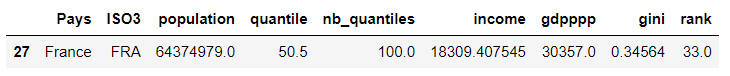 Pays ISO3 population quantile nb_quantiles income gdpppp gini rank
27 France FRA 64374979.0 50.5 100.0 18309.407545 30357.0 0.34564 33.0